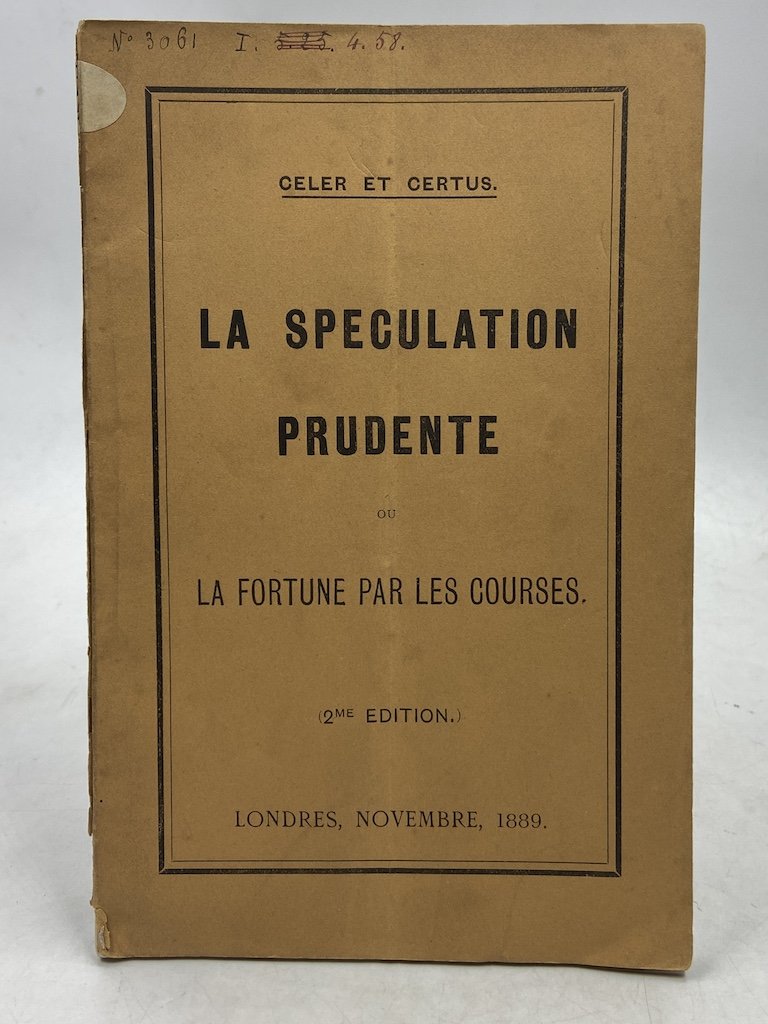 Nº 3061 I. 4.58.
CELER ET CERTUS.
LA SPECULATION
PRUDENTE
OU
LA FORTUNE PAR LES COURSES.
(2ME EDITION.)
LONDRES, NOVEMBRE, 1889.